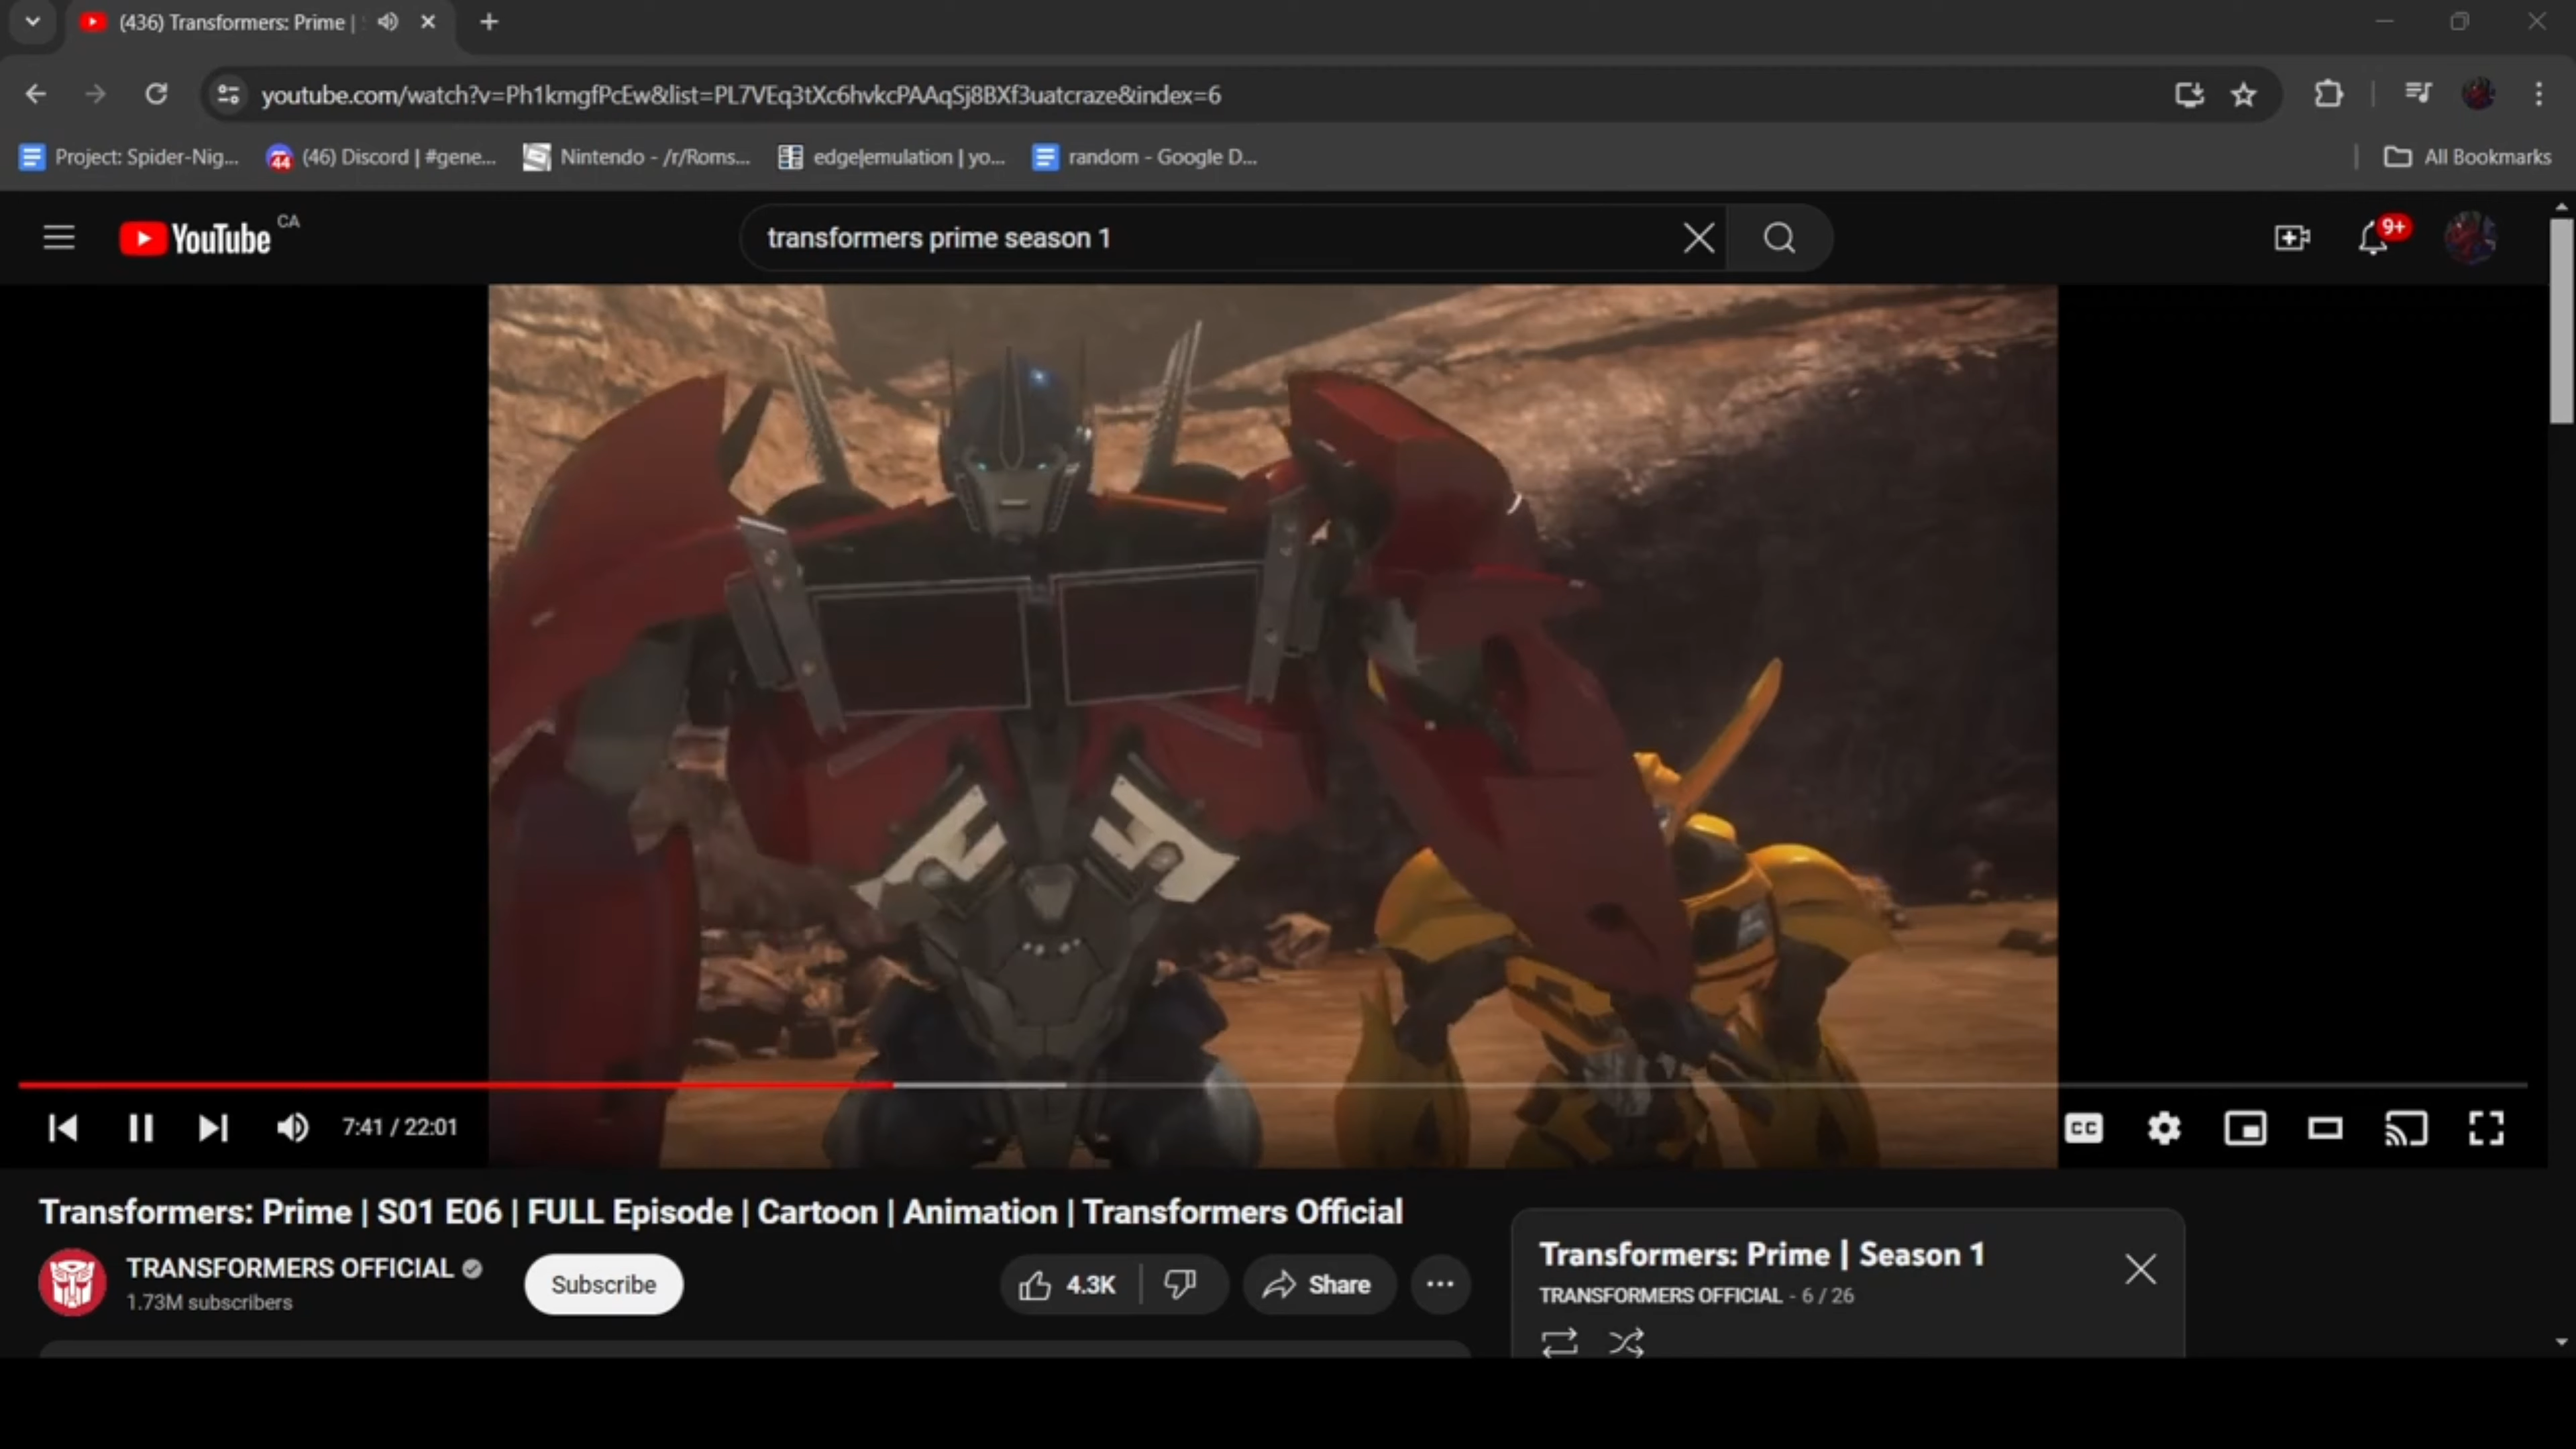 (436) Transformers: Prime |
youtube.com/watch?v=Ph1kmgfPcEw&list=PL7VEq3tXc6hvkcPAAqSj8BXf3uatcraze&index=6
Project: Spider-Nig...
44
(46) Discord | #gene...
Nintendo - /r/Roms...
edge|emulation | yo...
random - Google D...
All Bookmarks
YouTube CA
transformers prime season 1
9+
7:41 / 22:01
CC
Transformers: Prime | S01 E06 | FULL Episode | Cartoon | Animation | Transformers Official
TRANSFORMERS OFFICIAL
1.73M subscribers
Subscribe
4.3K
Share
Transformers: Prime | Season 1
TRANSFORMERS OFFICIAL - 6 / 26